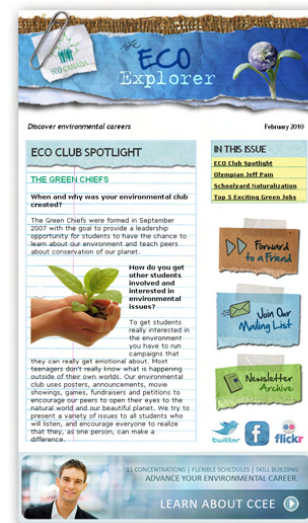 ECO CANADA
THE
ECO
Explorer
Discover environmental careers
February 2010
ECO CLUB SPOTLIGHT
THE GREEN CHIEFS
When and why was your environmental club
created?
The Green Chiefs were formed in September
2007 with the goal to provide a leadership
opportunity for students to have the chance to
learn about our environment and teach peers
about conservation of our planet.
How do you get
other students
involved and
interested in
environmental
issues?
To get students
really interested in
the environment
you have to run
campaigns that
they can really get emotional about. Most
teenagers don't really know what is happening
outside of their own worlds. Our environmental
club uses posters, announcements, movie
showings, games, fundraisers and petitions to
encourage our peers to open their eyes to the
natural world and our beautiful planet. We try to
present a variety of issues to all students who
will listen, and encourage everyone to realize
that they, as one person, can make a
difference.
IN THIS ISSUE
ECO Club Spotlight
Olympian Jeff Pain
Schoolyard Naturalization
Top 5 Exciting Green Jobs
Forward
to a Friend
Join Our
Mailing List
Newsletter
Archive
twitter
f
flickr
11 CONCENTRATIONS | FLEXIBLE SCHEDULES | SKILL BUILDING
ADVANCE YOUR ENVIRONMENTAL CAREER.
LEARN ABOUT CCEE